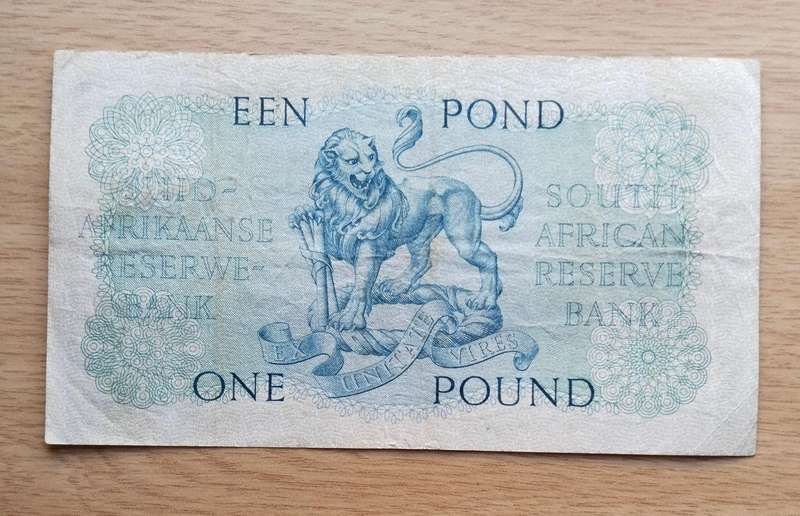 EEN POND
SUID-
AFRIKAANSE
RESERWE-
BANK
SOUTH
AFRICAN
RESERVE
BANK
EX UNITATE VIRES
ONE POUND